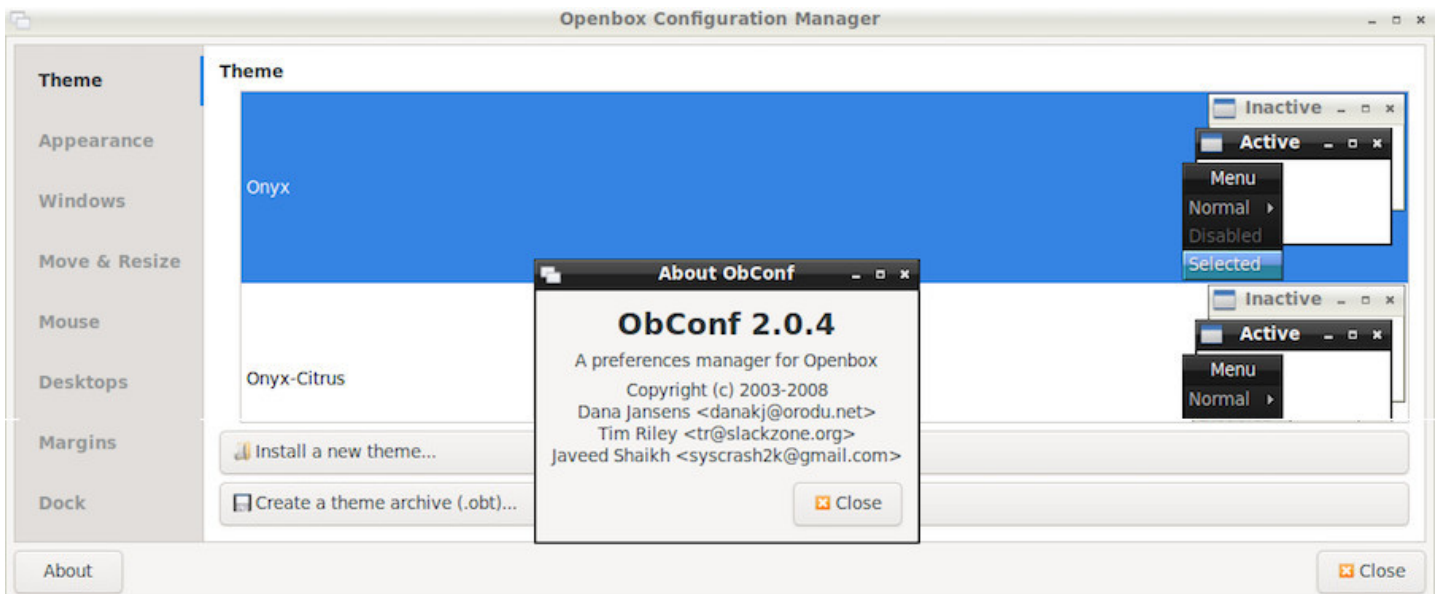 Openbox Configuration Manager
Theme
Appearance
Windows
Move & Resize
Mouse
Desktops
Margins
Dock
Theme
Onyx
Inactive
Active
Menu
Normal
Disabled
Selected
Onyx-Citrus
Inactive
Active
Menu
Normal
Install a new theme...
Create a theme archive (.obt)...
About ObConf
ObConf 2.0.4
A preferences manager for Openbox
Copyright (c) 2003-2008
Dana Jansens <danakj@orodu.net>
Tim Riley <tr@slackzone.org>
Javeed Shaikh <syscrash2k@gmail.com>
Close
About
Close